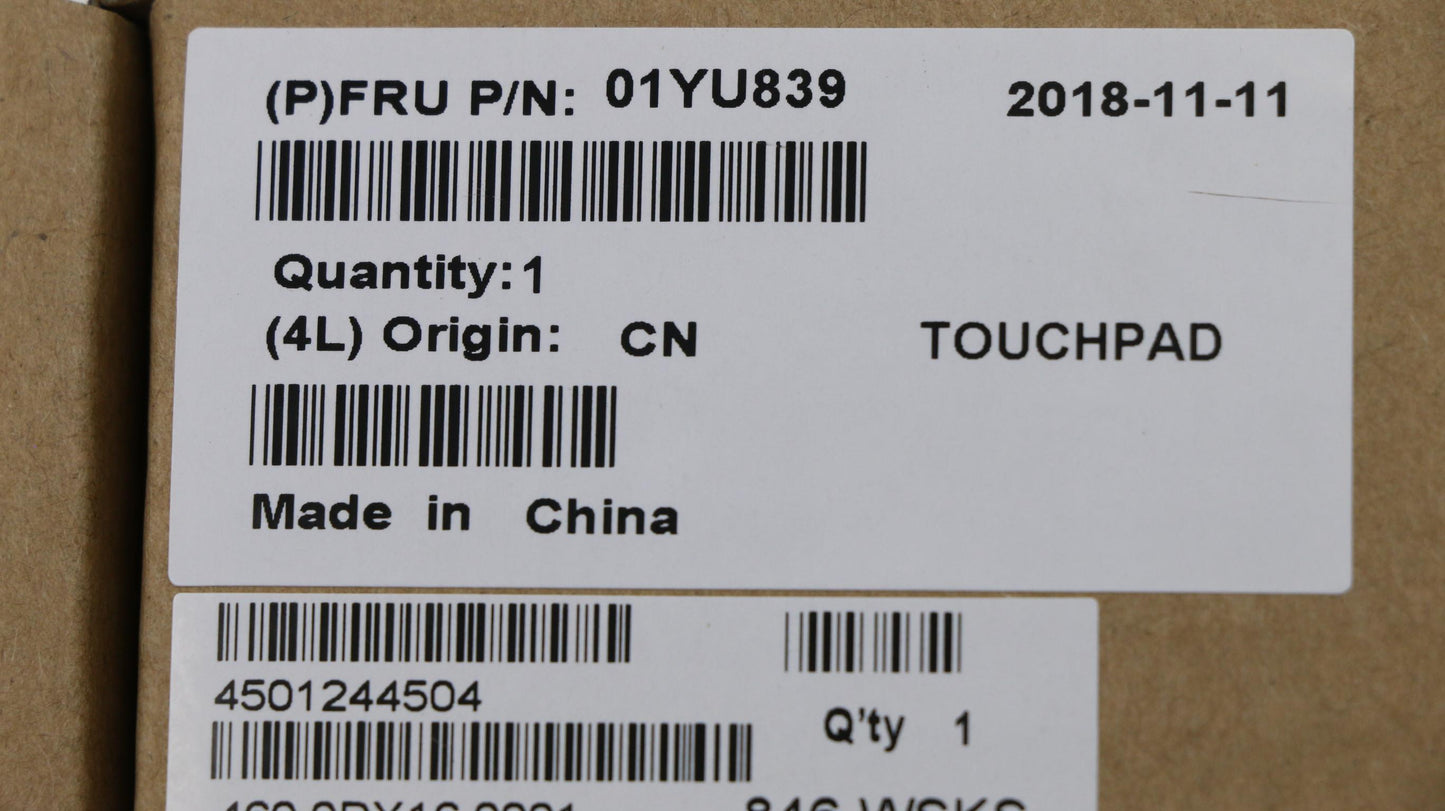 (P)FRU P/N: 01YU839 2018-11-11
Quantity:1
(4L) Origin: CN TOUCHPAD
Made in China
4501244504
Q'ty 1